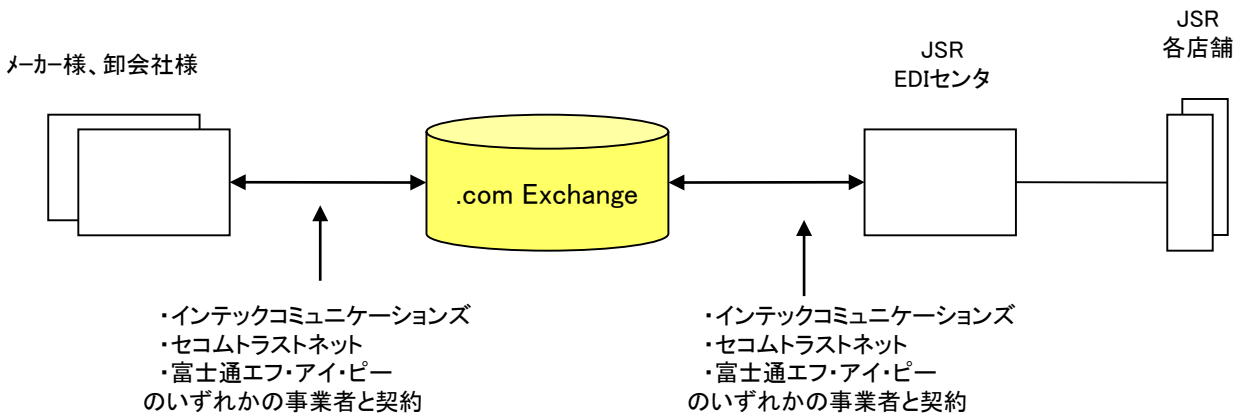 メーカー様、卸会社様
JSR
EDIセンタ
JSR
各店舗
.com Exchange
・インテックコミュニケーションズ
・セコムトラストネット
・富士通エフ・アイ・ピー
のいずれかの事業者と契約
・インテックコミュニケーションズ
・セコムトラストネット
・富士通エフ・アイ・ピー
のいずれかの事業者と契約